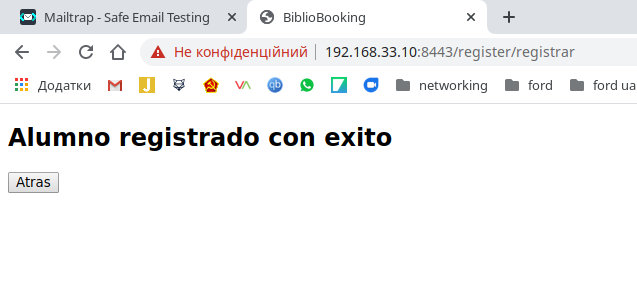 Mailtrap - Safe Email Testing
BiblioBooking
Не конфіденційний
192.168.33.10:8443/register/registrar
Додатки
networking
ford
ford ua
Alumno registrado con exito
Atras